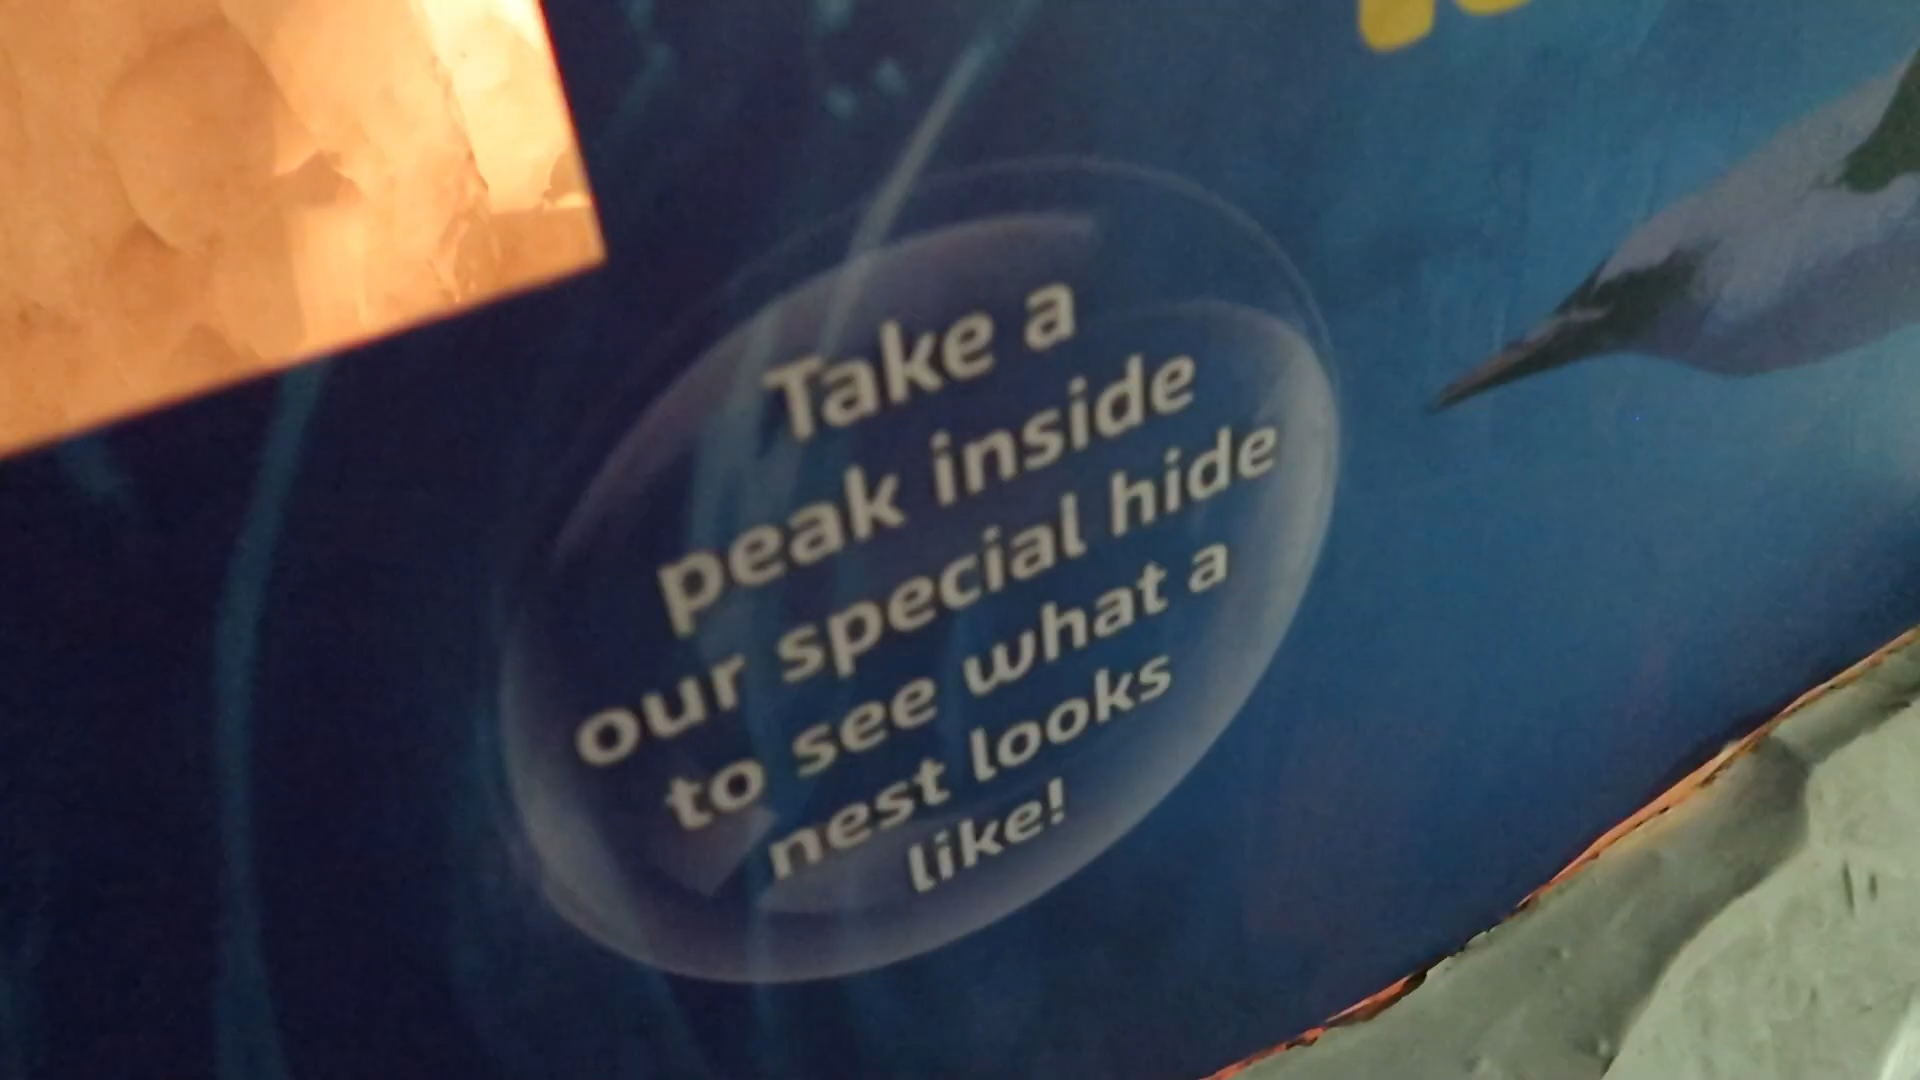 Take a
peak inside
our special hide
to see what a
nest looks
like!